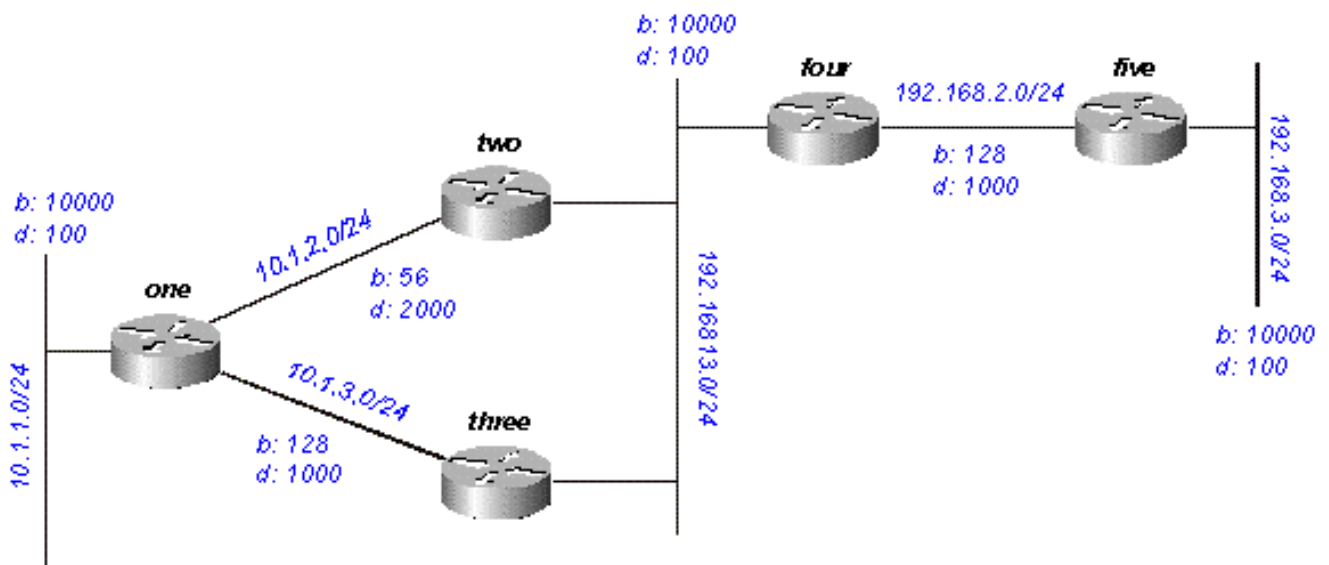 b: 10000
d: 100
four
five
192.168.2.0/24
b: 128
d: 1000
192.168.3.0/24
b: 10000
d: 100
two
b: 10000
d: 100
10.1.2.0/24
b: 56
d: 2000
192.16813.0/24
one
10.1.1.0/24
10.1.3.0/24
b: 128
d: 1000
three